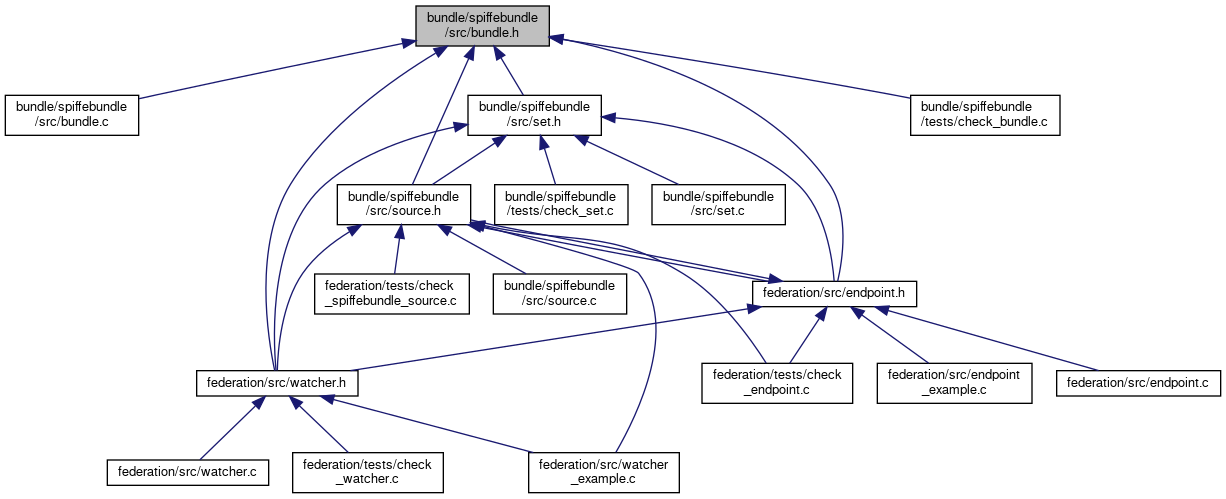 bundle/spiffebundle
/src/bundle.h
bundle/spiffebundle
/src/bundle.c
bundle/spiffebundle
/src/set.h
bundle/spiffebundle
/tests/check_bundle.c
bundle/spiffebundle
/src/source.h
bundle/spiffebundle
/tests/check_set.c
bundle/spiffebundle
/src/set.c
federation/tests/check
_spiffebundle_source.c
bundle/spiffebundle
/src/source.c
federation/src/endpoint.h
federation/src/watcher.h
federation/tests/check
_endpoint.c
federation/src/endpoint
_example.c
federation/src/endpoint.c
federation/src/watcher.c
federation/tests/check
_watcher.c
federation/src/watcher
_example.c